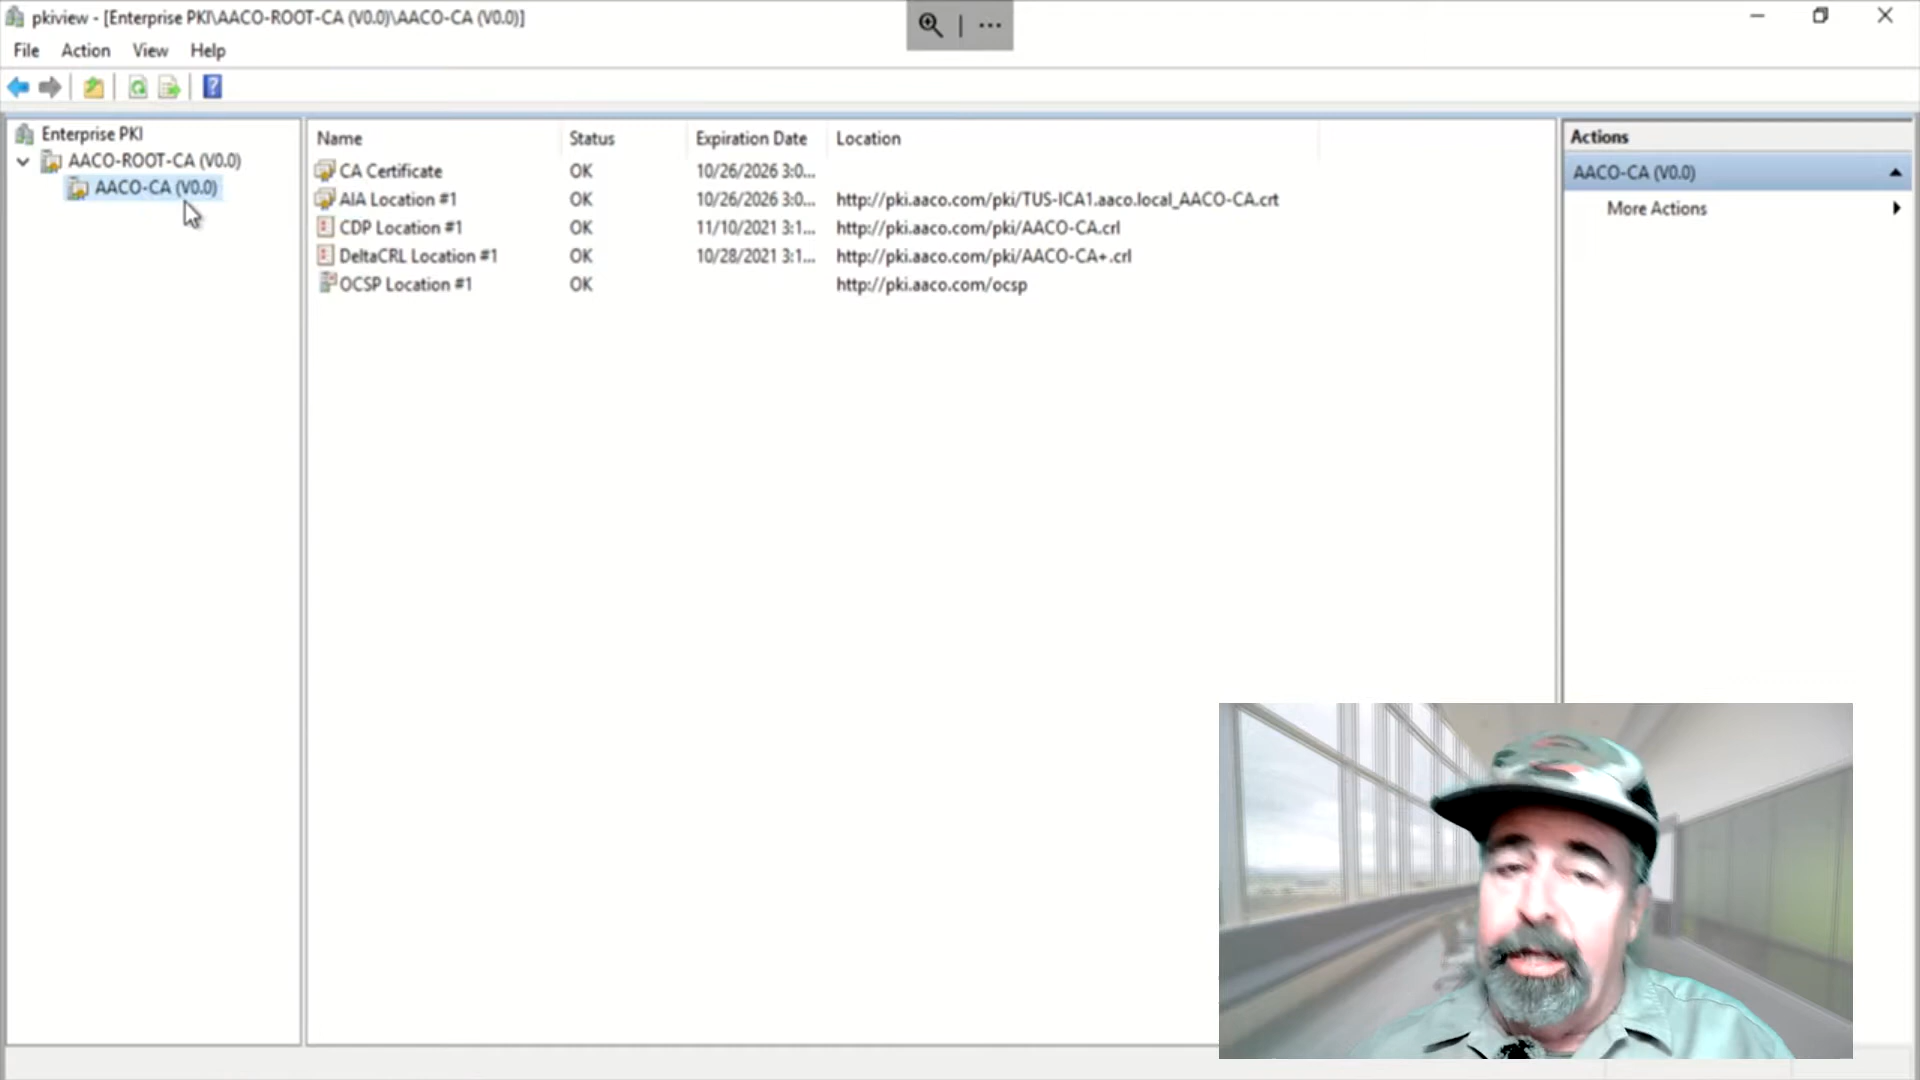 pkiview - [Enterprise PKI\AACO-ROOT-CA (V0.0)\AACO-CA (V0.0)]
File Action View Help
Enterprise PKI
AACO-ROOT-CA (V0.0)
AACO-CA (V0.0)
Name Status Expiration Date Location
CA Certificate OK 10/26/2026 3:0...
AIA Location #1 OK 10/26/2026 3:0... http://pki.aaco.com/pki/TUS-ICA1.aaco.local_AACO-CA.crt
CDP Location #1 OK 11/10/2021 3:1... http://pki.aaco.com/pki/AACO-CA.crl
DeltaCRL Location #1 OK 10/28/2021 3:1... http://pki.aaco.com/pki/AACO-CA+.crl
OCSP Location #1 OK http://pki.aaco.com/ocsp
Actions
AACO-CA (V0.0)
More Actions